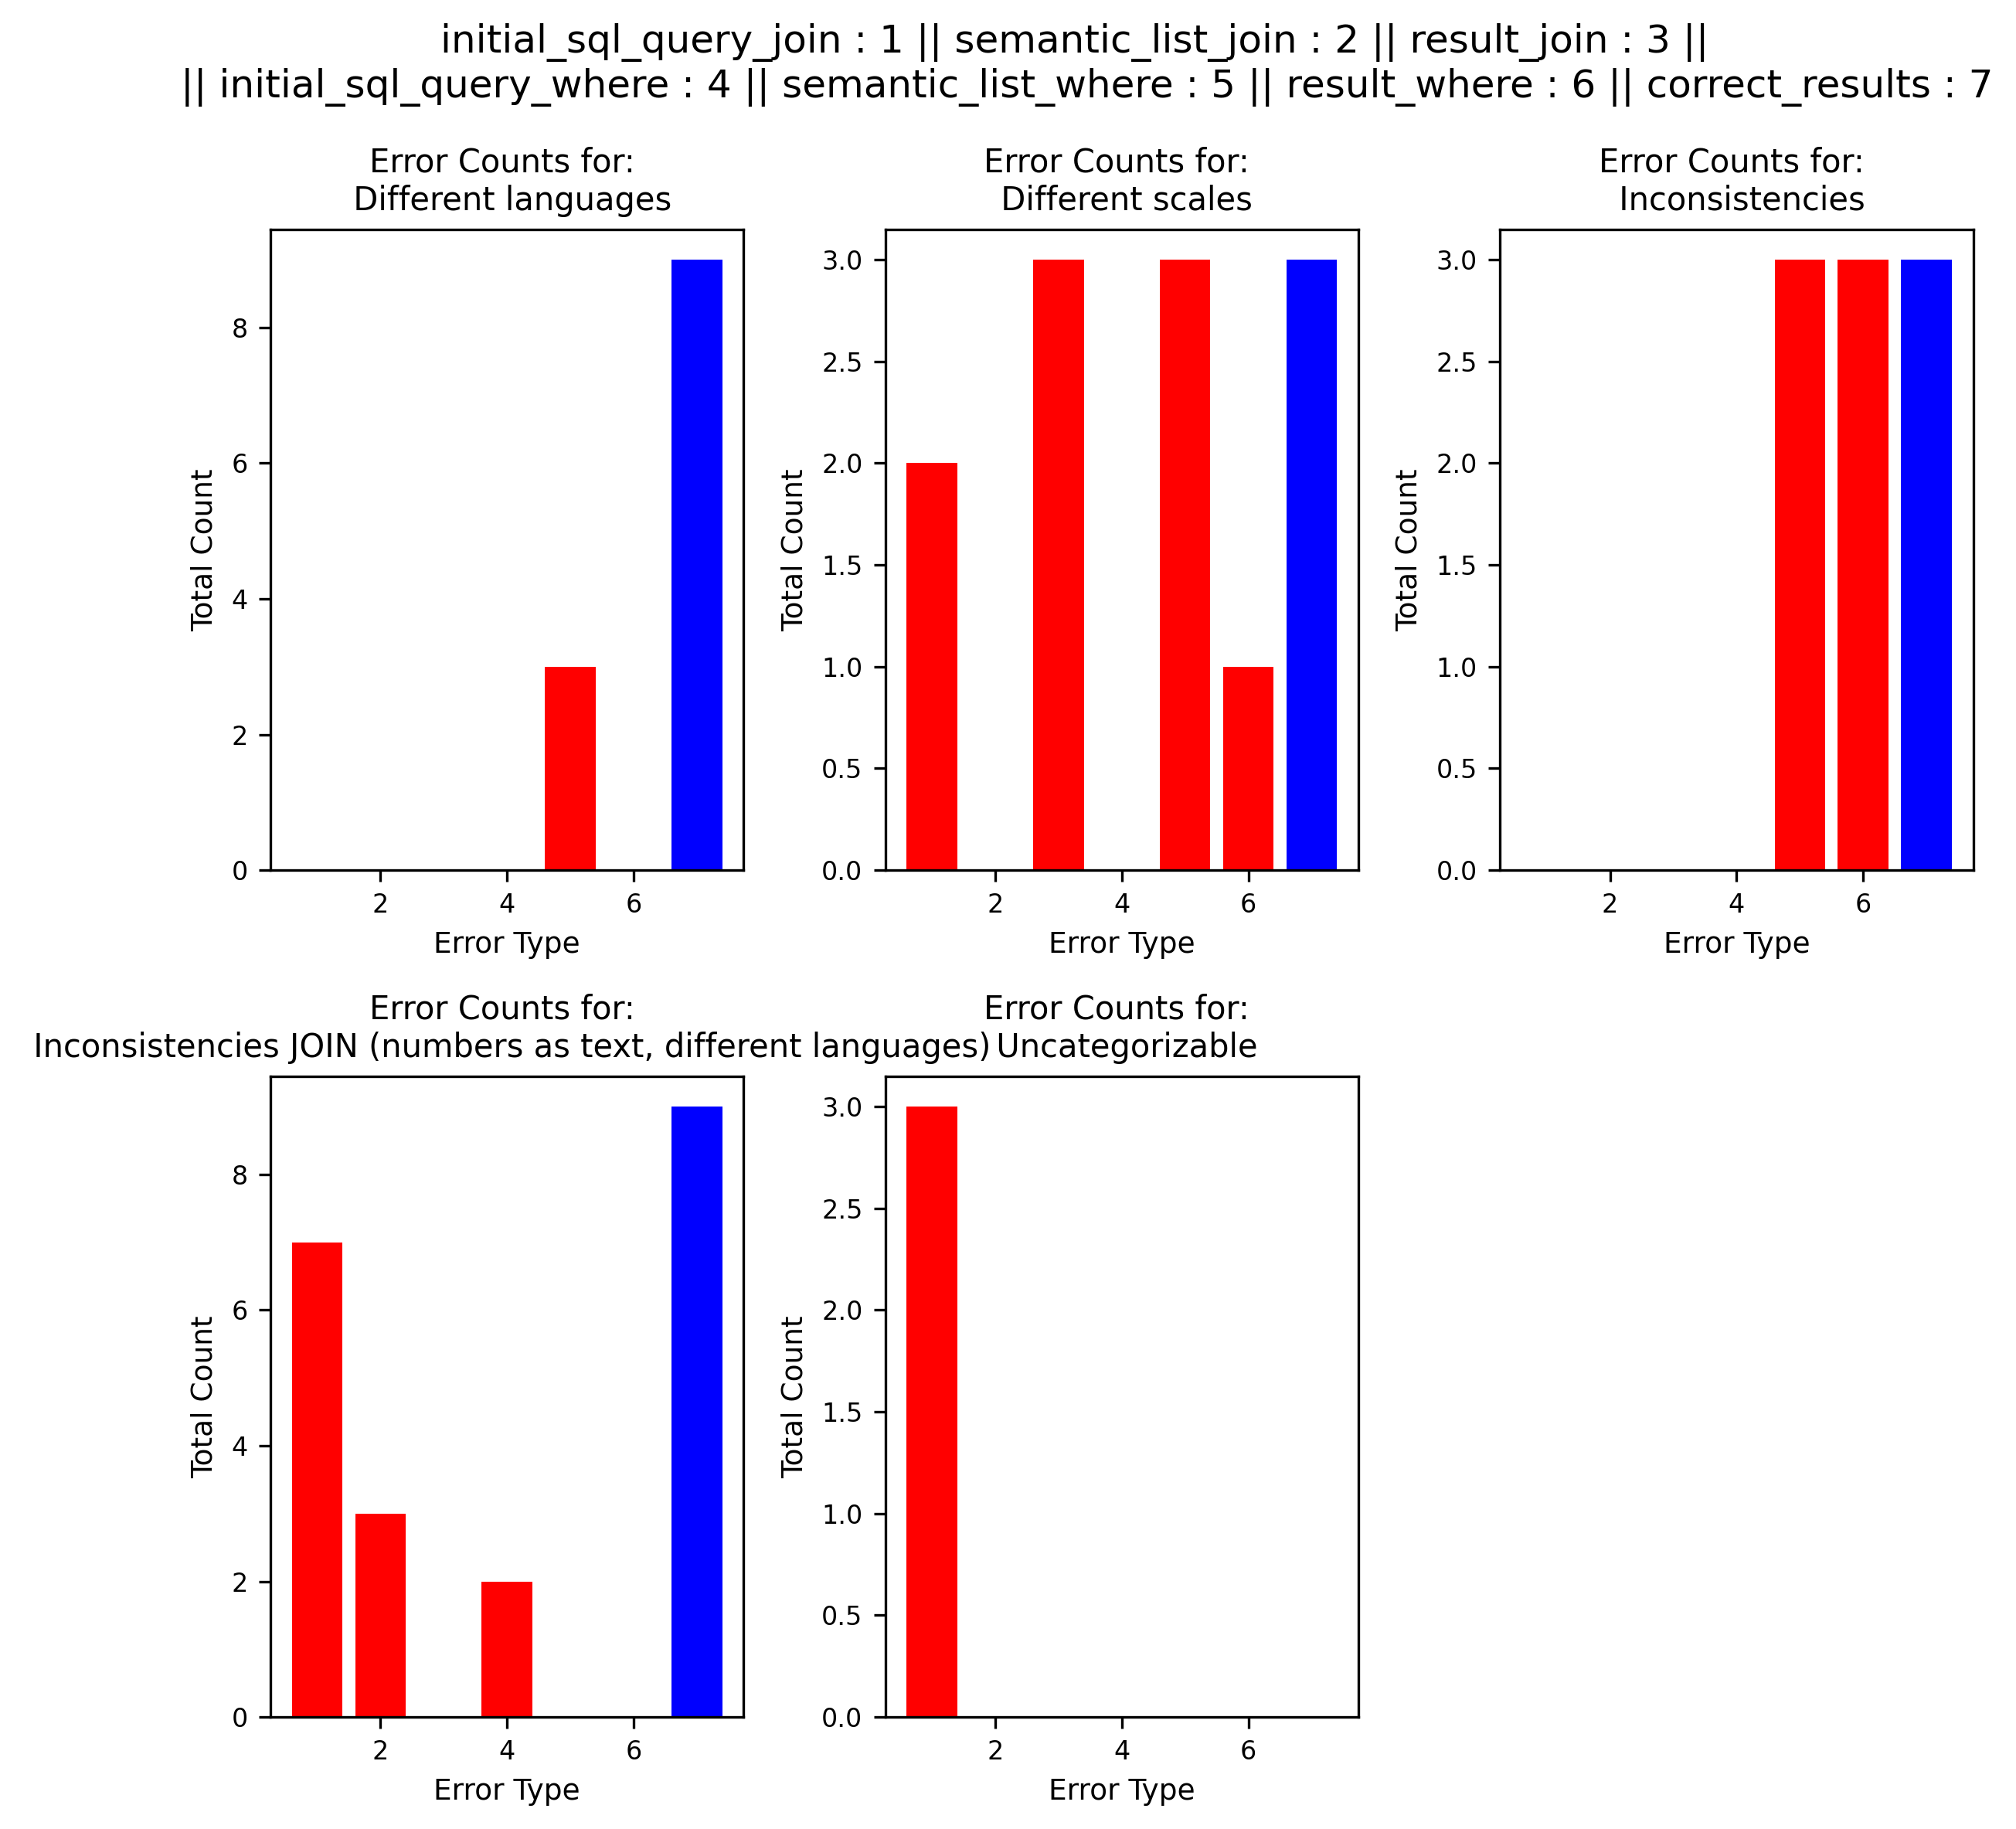 initial_sql_query_join : 1 || semantic_list_join : 2 || result_join : 3 ||
|| initial_sql_query_where : 4 || semantic_list_where : 5 || result_where : 6 || correct_results : 7
Error Counts for:
Different languages
8
6
4
2
0
Total Count
2 4 6
Error Type
Error Counts for:
Different scales
3.0
2.5
2.0
1.5
1.0
0.5
0.0
Total Count
2 4 6
Error Type
Error Counts for:
Inconsistencies
3.0
2.5
2.0
1.5
1.0
0.5
0.0
Total Count
2 4 6
Error Type
Error Counts for:
Inconsistencies JOIN (numbers as text, different languages)
8
6
4
2
0
Total Count
2 4 6
Error Type
Error Counts for:
Uncategorizable
3.0
2.5
2.0
1.5
1.0
0.5
0.0
Total Count
2 4 6
Error Type